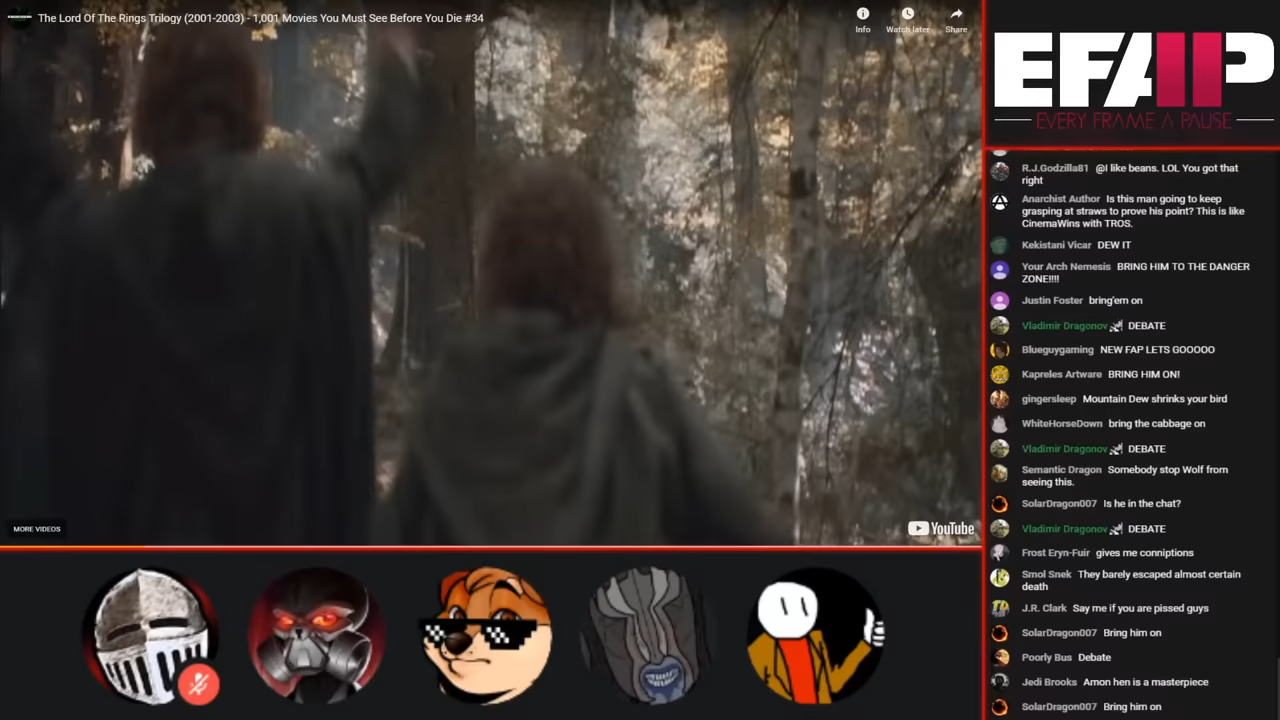 The Lord Of The Rings Trilogy (2001-2003) - 1,001 Movies You Must See Before You Die #34
Info
Watch later
Share
MORE VIDEOS
YouTube
EFAP
EVERY FRAME A PAUSE
R.J.Godzilla81 @I like beans. LOL You got that
right
Anarchist Author Is this man going to keep
grasping at straws to prove his point? This is like
CinemaWins with TROS.
Kekistani Vicar DEW IT
Your Arch Nemesis BRING HIM TO THE DANGER
ZONE!!!!
Justin Foster bring'em on
Vladimir Dragonov DEBATE
Blueguygaming NEW FAP LETS GOOOOO
Kapreles Artware BRING HIM ON!
gingersleep Mountain Dew shrinks your bird
WhiteHorseDown bring the cabbage on
Vladimir Dragonov DEBATE
Semantic Dragon Somebody stop Wolf from
seeing this.
SolarDragon007 Is he in the chat?
Vladimir Dragonov DEBATE
Frost Eryn-Fuir gives me conniptions
Smol Snek They barely escaped almost certain
death
J.R. Clark Say me if you are pissed guys
SolarDragon007 Bring him on
Poorly Bus Debate
Jedi Brooks Amon hen is a masterpiece
SolarDragon007 Bring him on